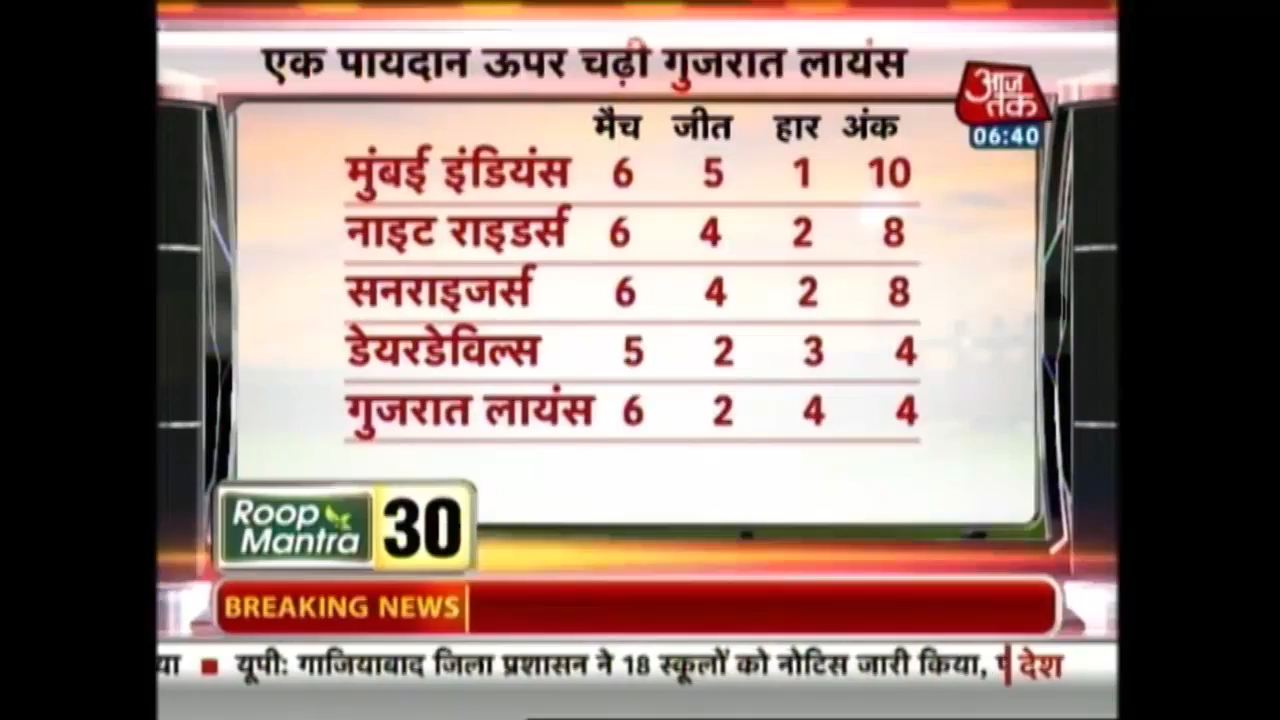 एक पायदान ऊपर चढ़ी गुजरात लायंस
आज तक
06:40
मैच जीत हार अंक
मुंबई इंडियंस 6 5 1 10
नाइट राइडर्स 6 4 2 8
सनराइजर्स 6 4 2 8
डेयरडेविल्स 5 2 3 4
गुजरात लायंस 6 2 4 4
Roop Mantra 30
BREAKING NEWS
या ■ यूपी: गाजियाबाद जिला प्रशासन ने 18 स्कूलों को नोटिस जारी किया, देश